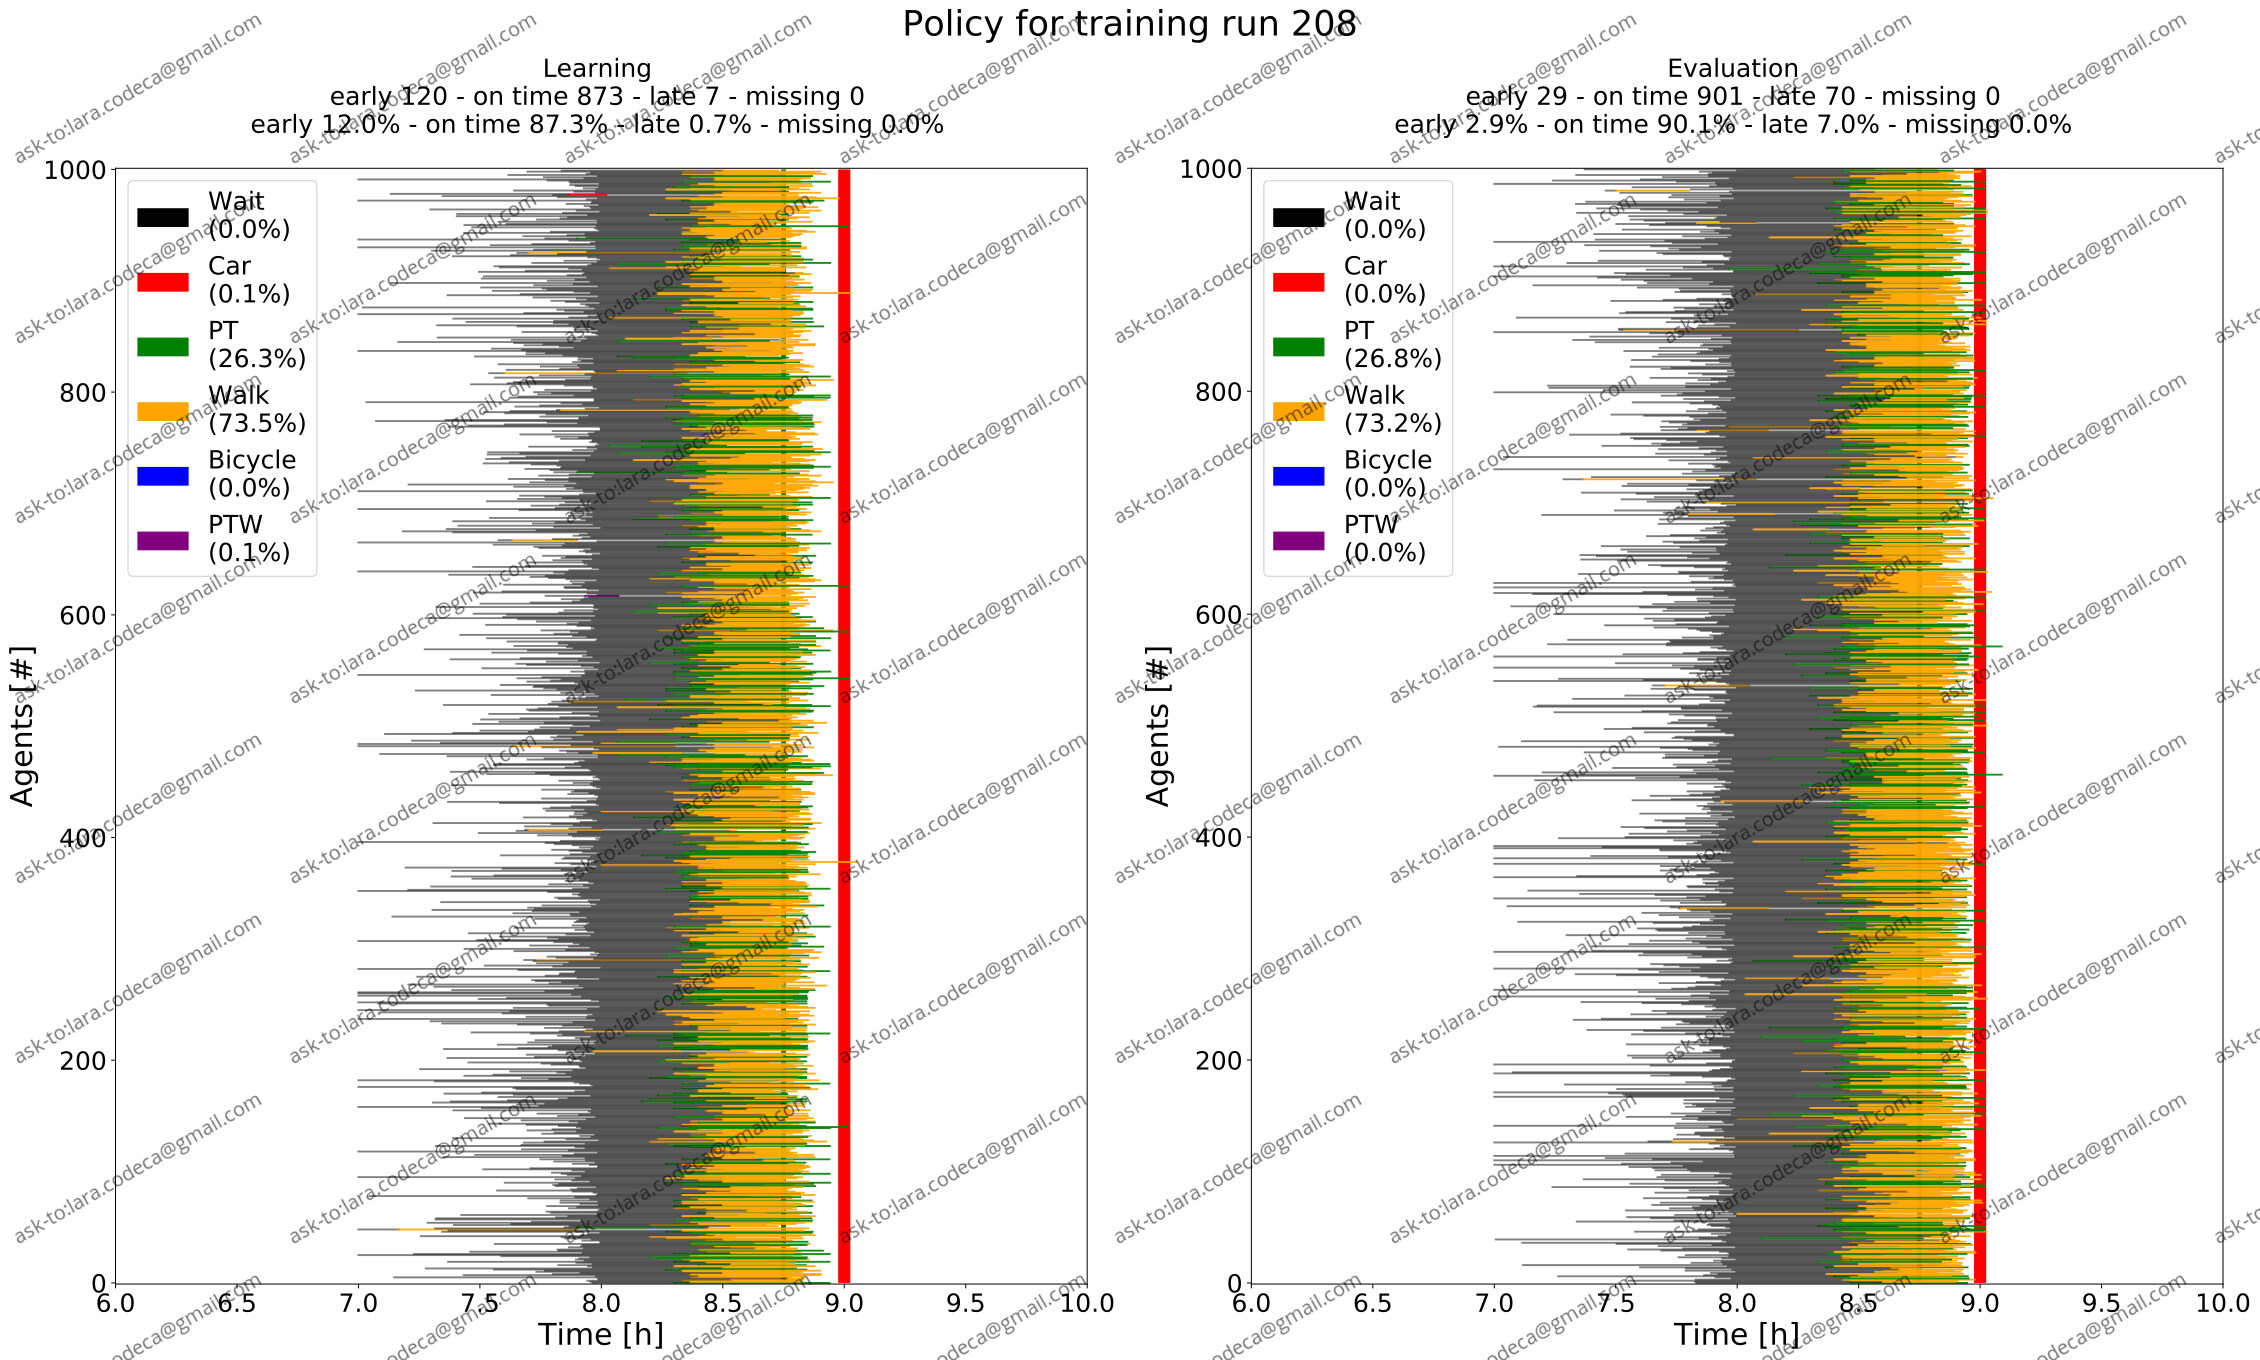 Policy for training run 208
Learning
early 120 - on time 873 - late 7 - missing 0
early 12.0% - on time 87.3% - late 0.7% - missing 0.0%
1000
800
600
400
200
0
Agents [#]
Wait
(0.0%)
Car
(0.1%)
PT
(26.3%)
Walk
(73.5%)
Bicycle
(0.0%)
PTW
(0.1%)
6.0 6.5 7.0 7.5 8.0 8.5 9.0 9.5 10.0
Time [h]
Evaluation
early 29 - on time 901 - late 70 - missing 0
early 2.9% - on time 90.1% - late 7.0% - missing 0.0%
1000
800
600
400
200
0
Agents [#]
Wait
(0.0%)
Car
(0.0%)
PT
(26.8%)
Walk
(73.2%)
Bicycle
(0.0%)
PTW
(0.0%)
6.0 6.5 7.0 7.5 8.0 8.5 9.0 9.5 10.0
Time [h]
ask-to:lara.codeca@gmail.com